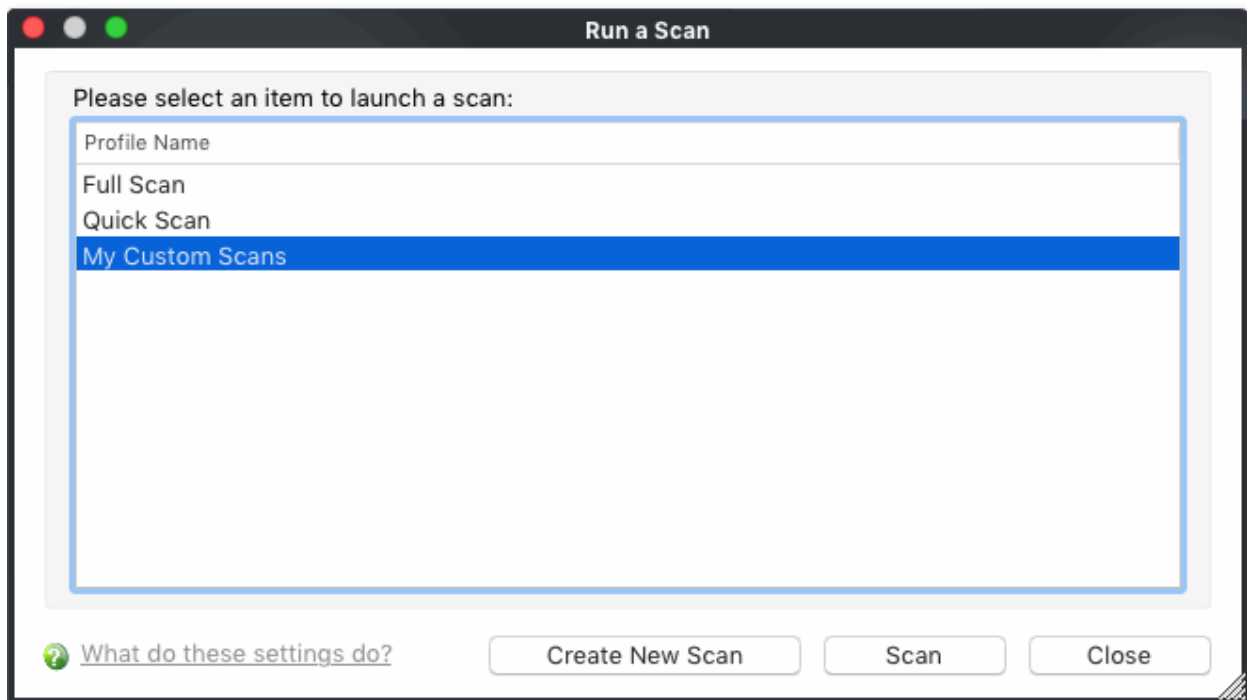 Run a Scan
Please select an item to launch a scan:
Profile Name
Full Scan
Quick Scan
My Custom Scans
What do these settings do?
Create New Scan
Scan
Close